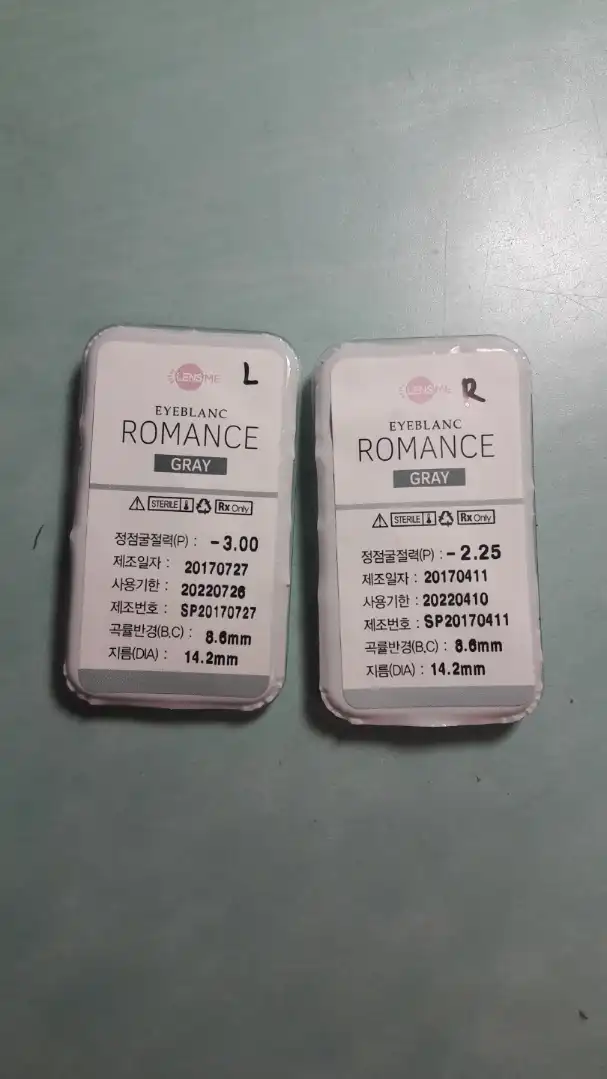 LENSME L
EYEBLANC
ROMANCE
GRAY
STERILE Rx Only
정점굴절력(P) : -3.00
제조일자 : 20170727
사용기한 : 20220726
제조번호 : SP20170727
곡률반경(B.C) : 8.6mm
지름(DIA) : 14.2mm
LENSME R
EYEBLANC
ROMANCE
GRAY
STERILE Rx Only
정점굴절력(P) : -2.25
제조일자 : 20170411
사용기한 : 20220410
제조번호 : SP20170411
곡률반경(B.C) : 8.6mm
지름(DIA) : 14.2mm